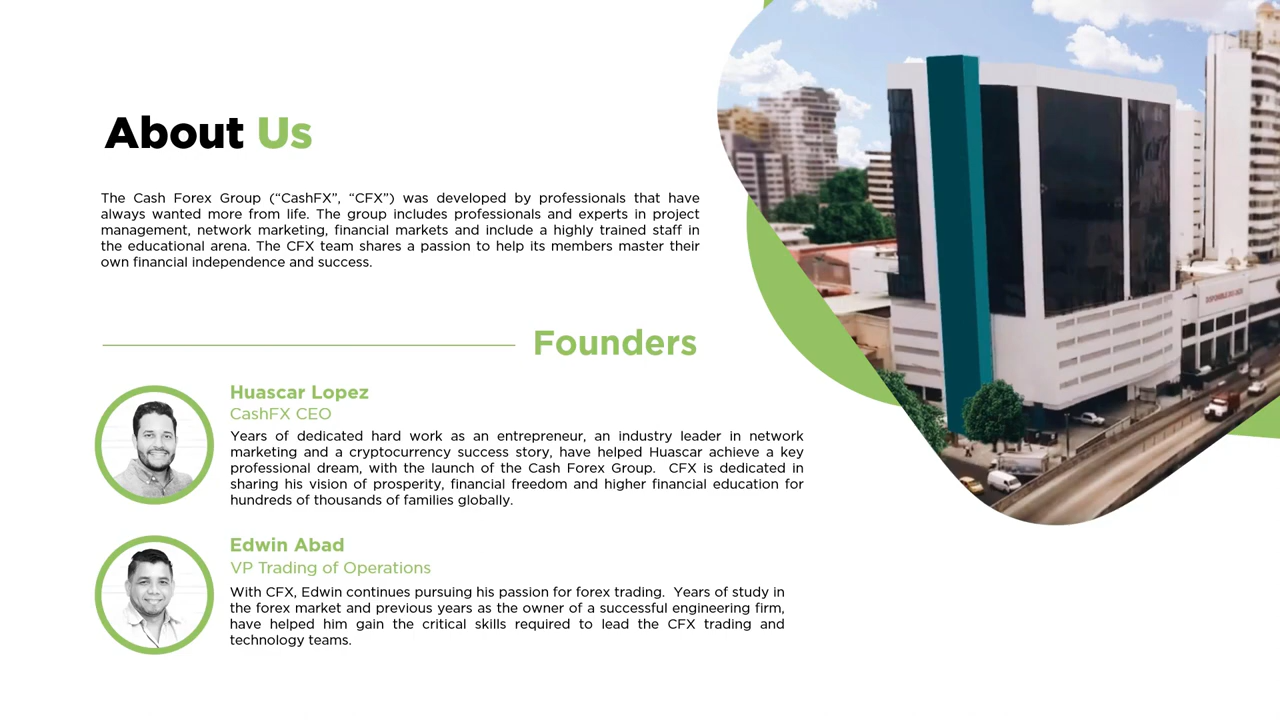 About Us
The Cash Forex Group (“CashFX”, “CFX”) was developed by professionals that have
always wanted more from life. The group includes professionals and experts in project
management, network marketing, financial markets and include a highly trained staff in
the educational arena. The CFX team shares a passion to help its members master their
own financial independence and success.
Founders
Huascar Lopez
CashFX CEO
Years of dedicated hard work as an entrepreneur, an industry leader in network
marketing and a cryptocurrency success story, have helped Huascar achieve a key
professional dream, with the launch of the Cash Forex Group. CFX is dedicated in
sharing his vision of prosperity, financial freedom and higher financial education for
hundreds of thousands of families globally.
Edwin Abad
VP Trading of Operations
With CFX, Edwin continues pursuing his passion for forex trading. Years of study in
the forex market and previous years as the owner of a successful engineering firm,
have helped him gain the critical skills required to lead the CFX trading and
technology teams.